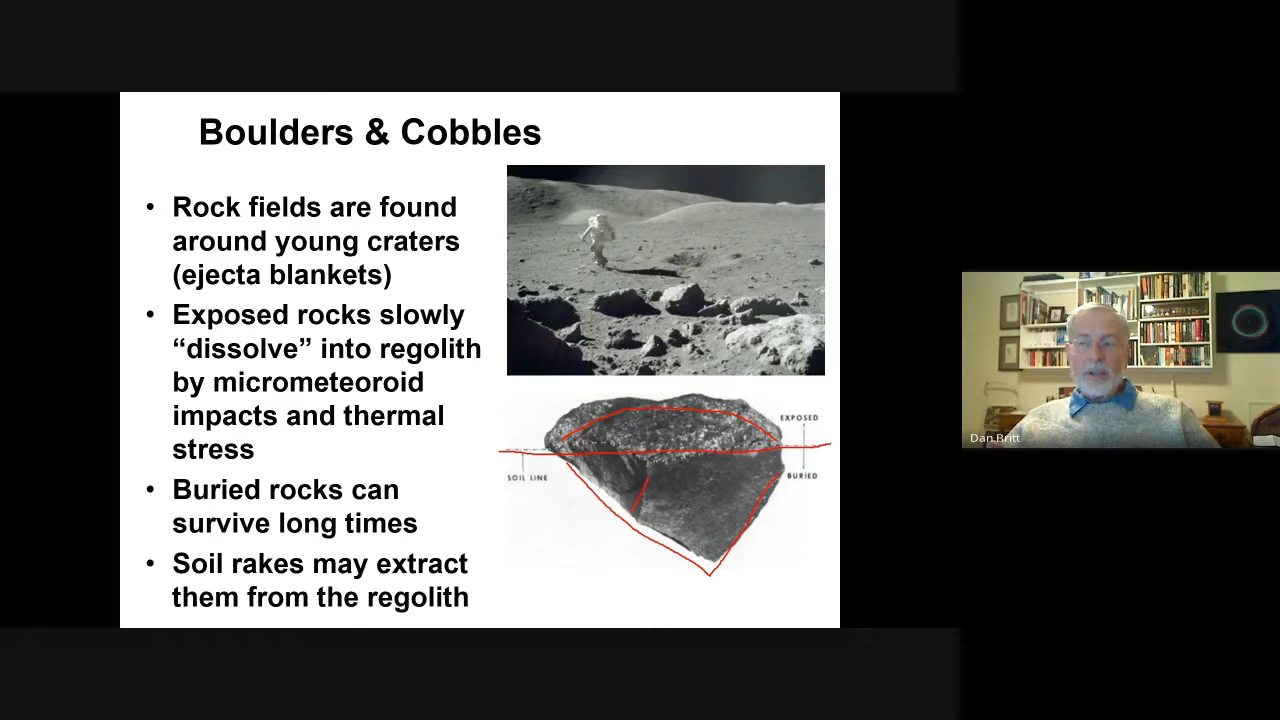 Boulders & Cobbles
• Rock fields are found
around young craters
(ejecta blankets)
• Exposed rocks slowly
“dissolve” into regolith
by micrometeoroid
impacts and thermal
stress
• Buried rocks can
survive long times
• Soil rakes may extract
them from the regolith
EXPOSED
SOIL LINE
BURIED
Dan Britt